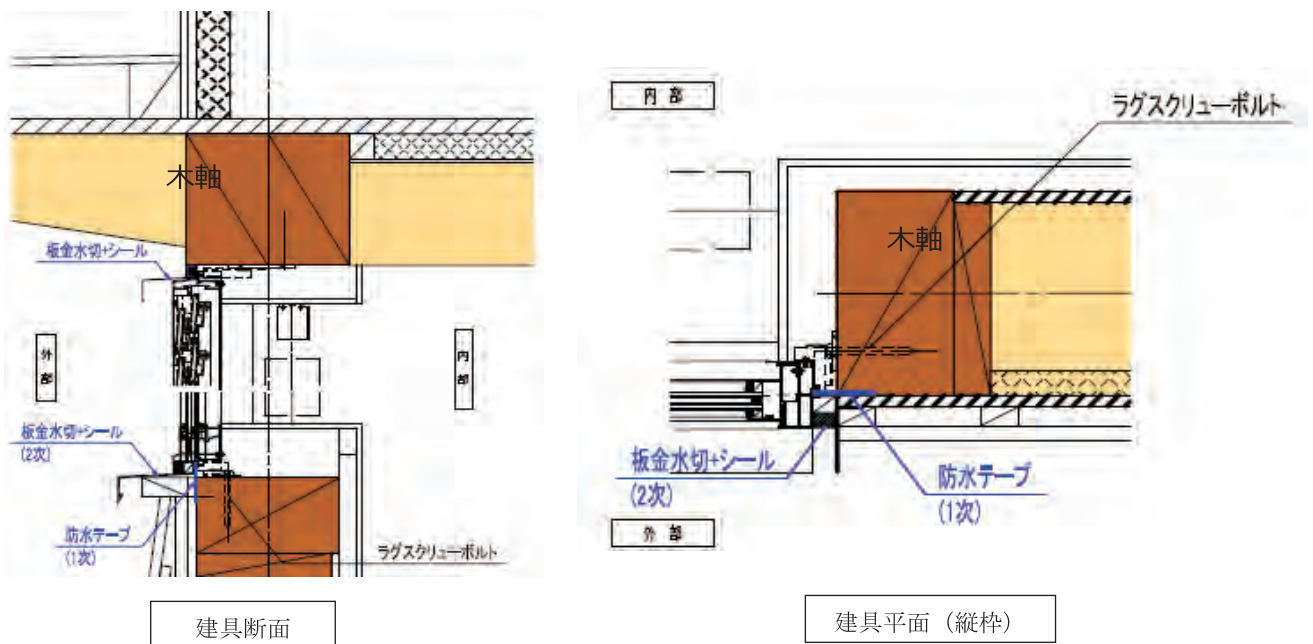 木軸
板金水切+シール
外部
内部
板金水切+シール
(2次)
防水テープ
(1次)
ラグスクリューボルト
建具断面
内部
ラグスクリューボルト
木軸
板金水切+シール
(2次)
防水テープ
(1次)
外部
建具平面（縦枠）